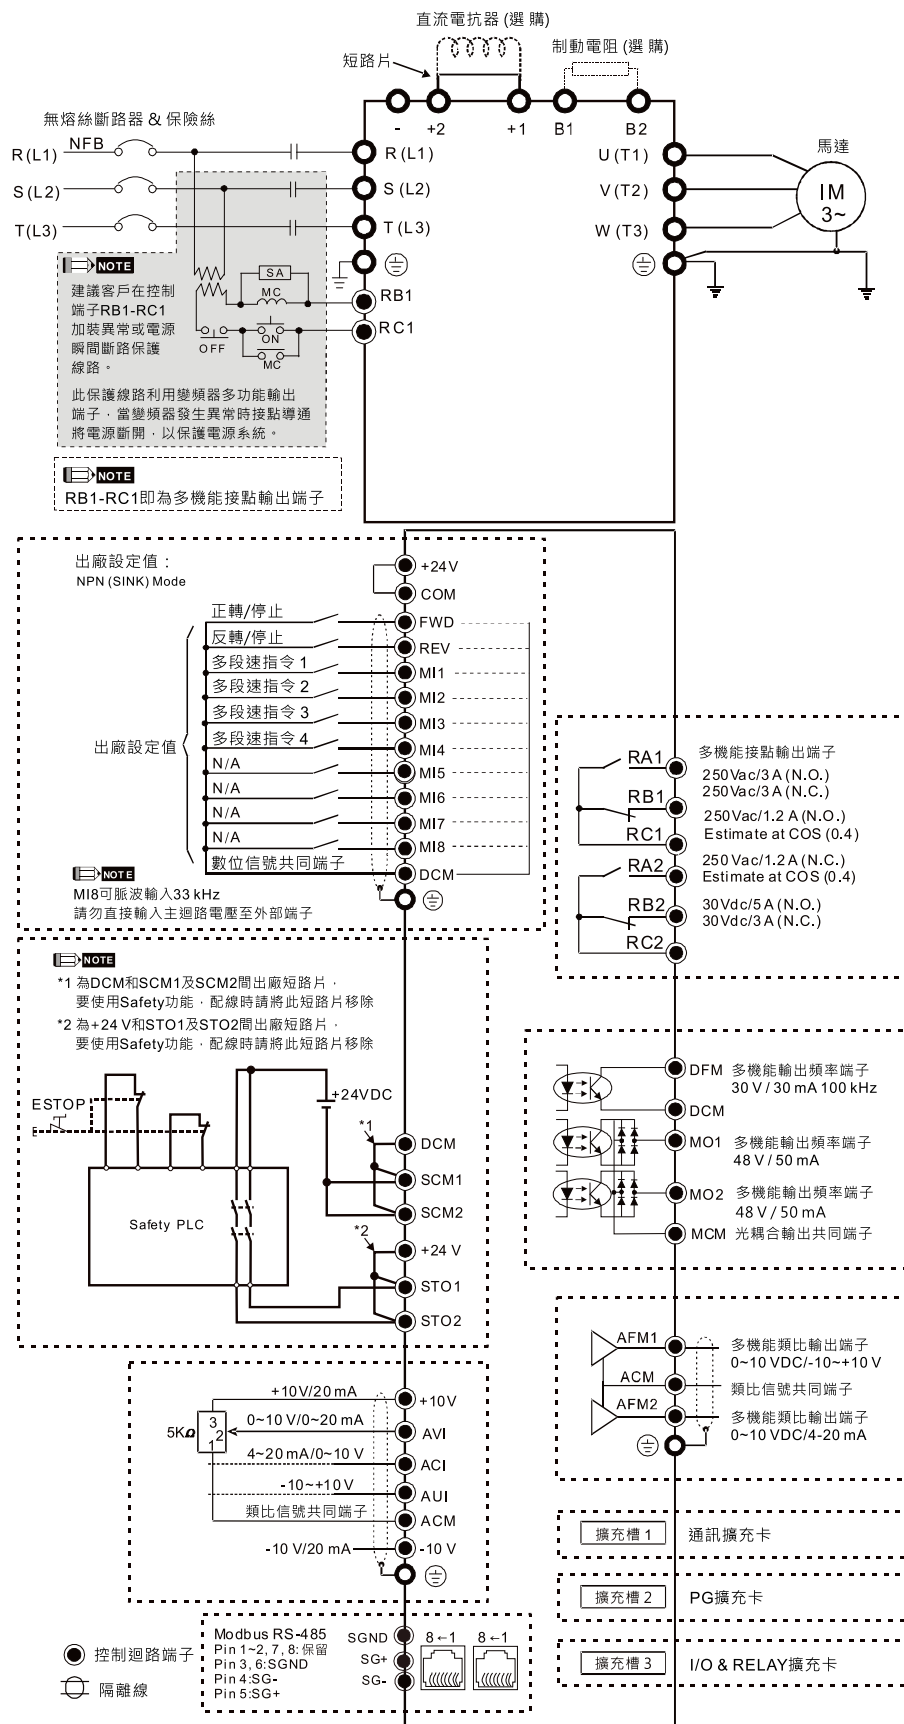 直流電抗器 (選 購)
制動電阻 (選 購)
短路片
- +2 +1 B1 B2
無熔絲斷路器 & 保險絲
NFB
R(L1)
S(L2)
T(L3)
R(L1)
S(L2)
T(L3)
RB1
RC1
U(T1)
V(T2)
W(T3)
馬達
IM
3~
NOTE
建議客戶在控制
端子RB1-RC1
加裝異常或電源
瞬間斷路保護
線路。
此保護線路利用變頻器多功能輸出
端子，當變頻器發生異常時接點導通
將電源斷開，以保護電源系統。
SA
MC
OFF
ON
MC
NOTE
RB1-RC1即為多機能接點輸出端子
出廠設定值：
NPN (SINK) Mode
+24V
COM
正轉/停止 FWD
反轉/停止 REV
多段速指令 1 MI1
多段速指令 2 MI2
多段速指令 3 MI3
多段速指令 4 MI4
出廠設定值
N/A MI5
N/A MI6
N/A MI7
N/A MI8
數位信號共同端子 DCM
NOTE
MI8可脈波輸入33 kHz
請勿直接輸入主迴路電壓至外部端子
RA1
RB1
RC1
RA2
RB2
RC2
多機能接點輸出端子
250Vac/3A (N.O.)
250Vac/3A (N.C.)
250Vac/1.2 A (N.O.)
Estimate at COS (0.4)
250Vac/1.2 A (N.C.)
Estimate at COS (0.4)
30Vdc/5A (N.O.)
30Vdc/3A (N.C.)
NOTE
*1 為DCM和SCM1及SCM2間出廠短路片，
要使用Safety功能，配線時請將此短路片移除
*2 為+24 V和STO1及STO2間出廠短路片，
要使用Safety功能，配線時請將此短路片移除
ESTOP
+24VDC
Safety PLC
*1
DCM
SCM1
SCM2
*2
+24 V
STO1
STO2
DFM 多機能輸出頻率端子
30 V / 30 mA 100 kHz
DCM
MO1 多機能輸出頻率端子
48 V / 50 mA
MO2 多機能輸出頻率端子
48 V / 50 mA
MCM 光耦合輸出共同端子
AFM1 多機能類比輸出端子
0~10 VDC/-10~+10 V
ACM 類比信號共同端子
AFM2 多機能類比輸出端子
0~10 VDC/4-20 mA
5KΩ
3
2
1
+10V/20 mA +10V
0~10 V/0~20 mA AVI
4~20 mA/0~10 V ACI
-10~+10 V AUI
類比信號共同端子 ACM
-10 V/20 mA -10 V
擴充槽 1 通訊擴充卡
擴充槽 2 PG擴充卡
擴充槽 3 I/O & RELAY擴充卡
控制迴路端子
隔離線
Modbus RS-485
Pin 1~2, 7, 8:保留
Pin 3, 6:SGND
Pin 4:SG-
Pin 5:SG+
SGND
SG+
SG-
8←1 8←1